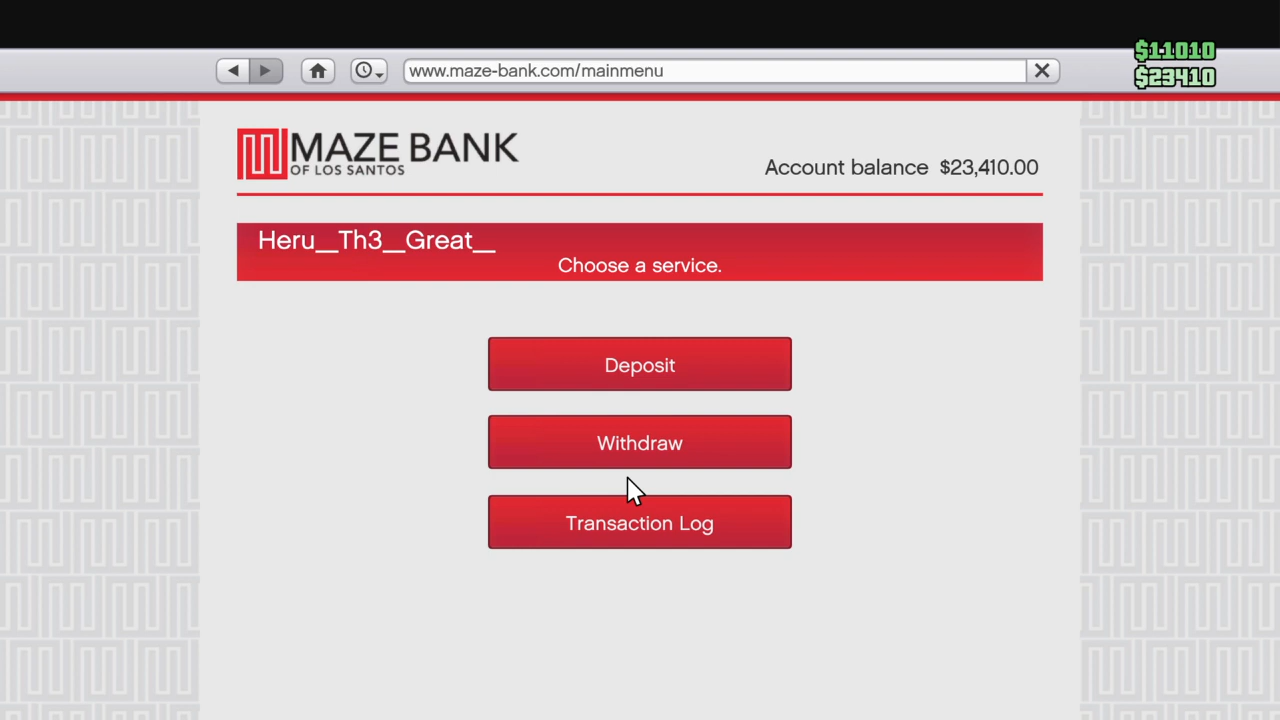 $11010
www.maze-bank.com/mainmenu
$23410
MAZE BANK
OF LOS SANTOS
Account balance $23,410.00
Heru__Th3__Great__
Choose a service.
Deposit
Withdraw
Transaction Log